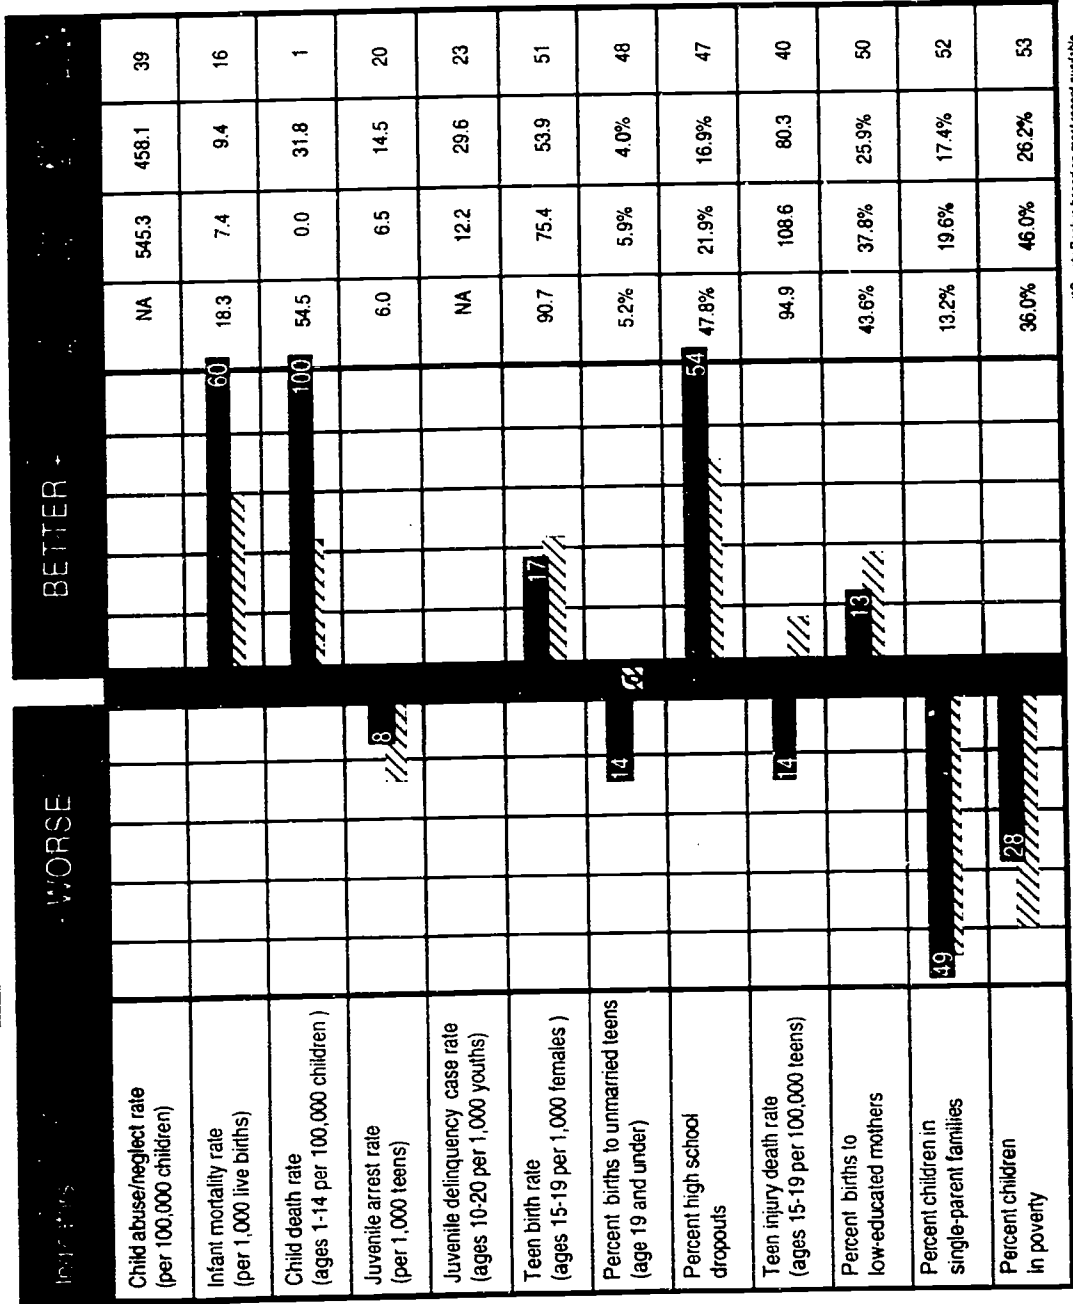 - WORSE
BETTER +
Child abuse/neglect rate
(per 100,000 children)
NA 545.3 458.1 39
Infant mortality rate
(per 1,000 live births)
60 18.3 7.4 9.4 16
Child death rate
(ages 1-14 per 100,000 children )
100 54.5 0.0 31.8 1
Juvenile arrest rate
(per 1,000 teens)
8 6.0 6.5 14.5 20
Juvenile delinquency case rate
(ages 10-20 per 1,000 youths)
NA 12.2 29.6 23
Teen birth rate
(ages 15-19 per 1,000 females )
17 90.7 75.4 53.9 51
Percent births to unmarried teens
(age 19 and under)
14 5.2% 5.9% 4.0% 48
Percent high school
dropouts
54 47.8% 21.9% 16.9% 47
Teen injury death rate
(ages 15-19 per 100,000 teens)
14 94.9 108.6 80.3 40
Percent births to
low-educated mothers
13 43.6% 37.8% 25.9% 50
Percent children in
single-parent families
49 13.2% 19.6% 17.4% 52
Percent children
in poverty
28 36.0% 46.0% 26.2% 53